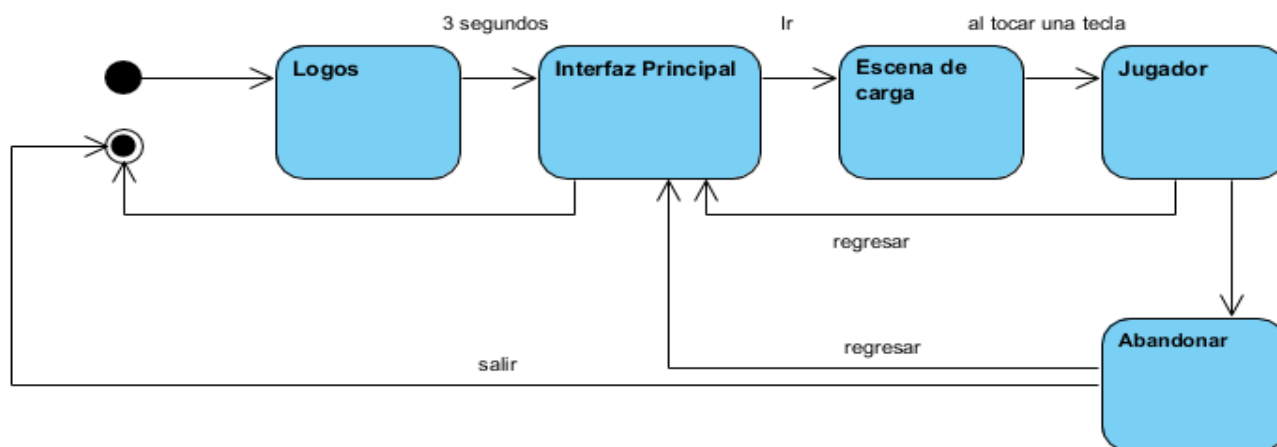 3 segundos
Ir
al tocar una tecla
Logos
Interfaz Principal
Escena de
carga
Jugador
regresar
Abandonar
regresar
salir